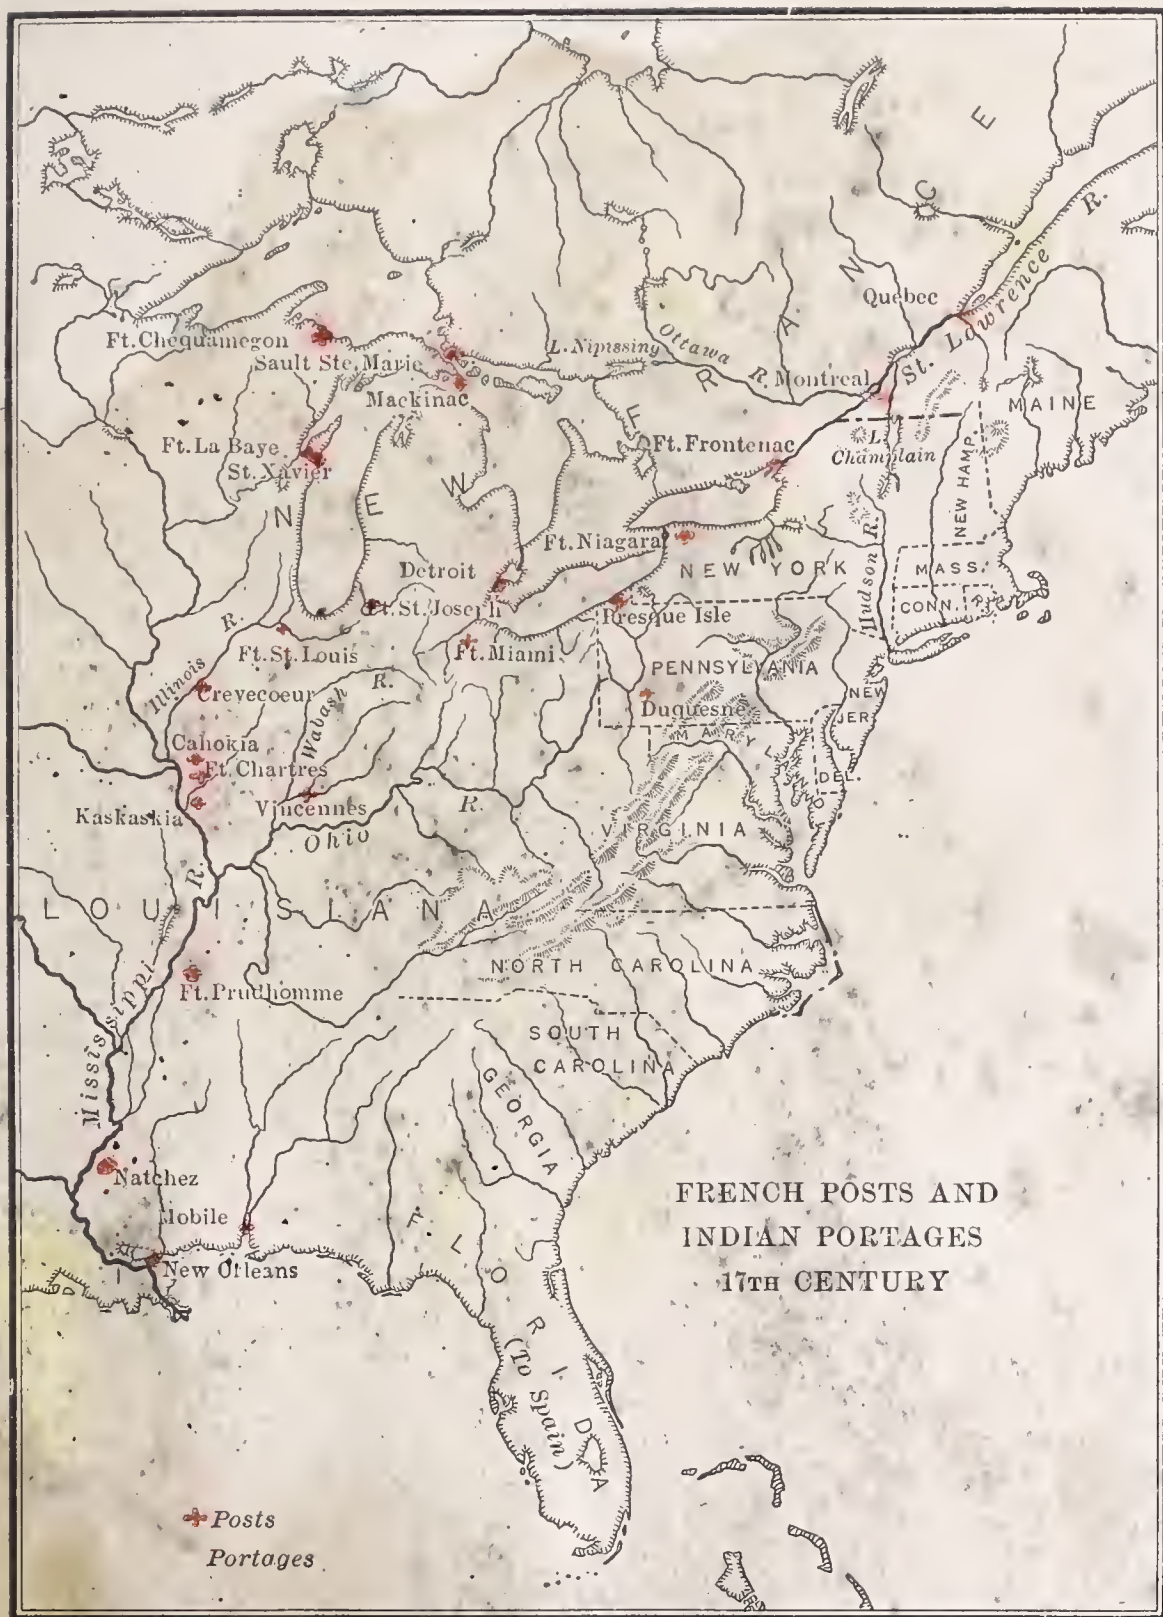 NEW FRANCE
Quebec
St. Lawrence R.
Ft. Chequamegon
Sault Ste. Marie
L. Nipissing
Ottawa R.
Montreal
Mackinac
MAINE
Ft. La Baye
St. Xavier
Ft. Frontenac
L. Champlain
NEW HAMP.
Ft. Niagara
Hudson R.
Detroit
NEW YORK
MASS.
Ft. St. Joseph
Presque Isle
CONN.
R.I.
Ft. St. Louis
Ft. Miami
PENNSYLVANIA
Illinois R.
Crevecoeur
Wabash R.
Duquesne
NEW
JER.
Cahokia
MARYLAND
Ft. Chartres
DEL.
Kaskaskia
Vincennes
Ohio R.
VIRGINIA
LOUISIANA
Mississippi R.
NORTH CAROLINA
Ft. Prudhomme
SOUTH
CAROLINA
GEORGIA
Natchez
lobile
New Orleans
FLORIDA
(To Spain)
FRENCH POSTS AND
INDIAN PORTAGES
17TH CENTURY
Posts
Portages